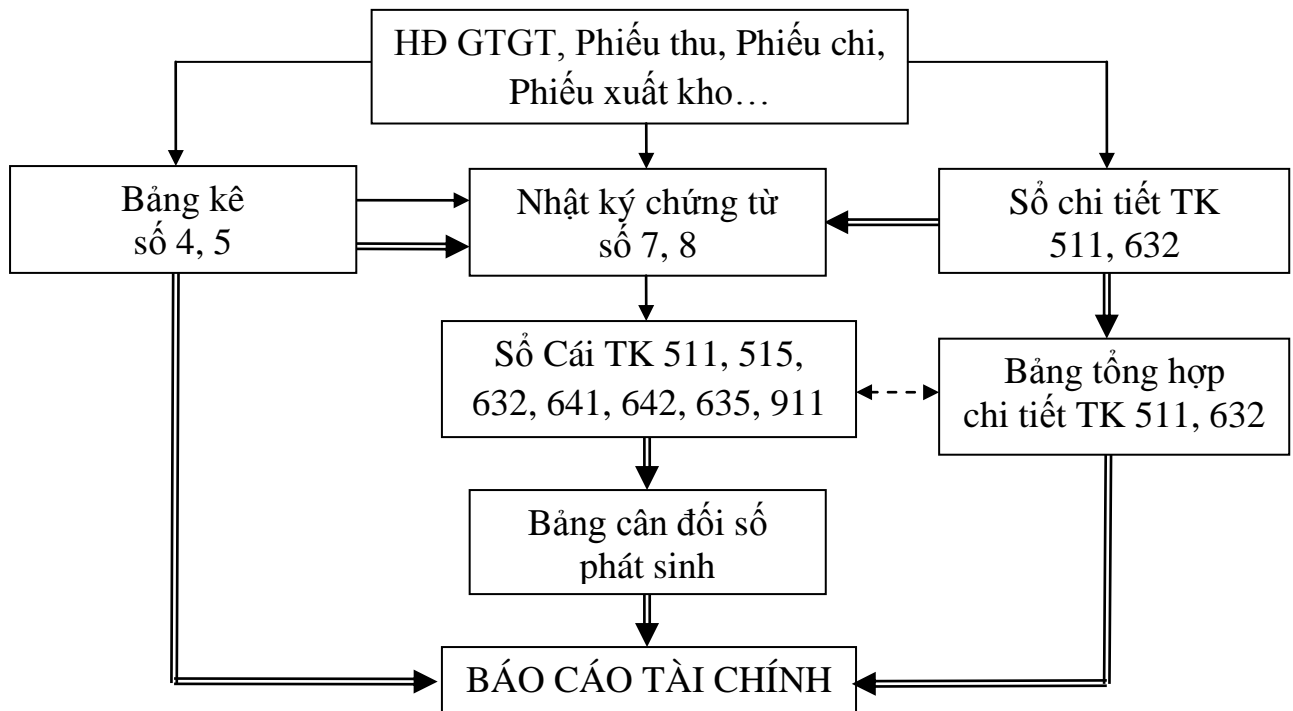 HĐ GTGT, Phiếu thu, Phiếu chi,
Phiếu xuất kho…
Bảng kê
số 4, 5
Nhật ký chứng từ
số 7, 8
Sổ chi tiết TK
511, 632
Sổ Cái TK 511, 515,
632, 641, 642, 635, 911
Bảng tổng hợp
chi tiết TK 511, 632
Bảng cân đối số
phát sinh
BÁO CÁO TÀI CHÍNH